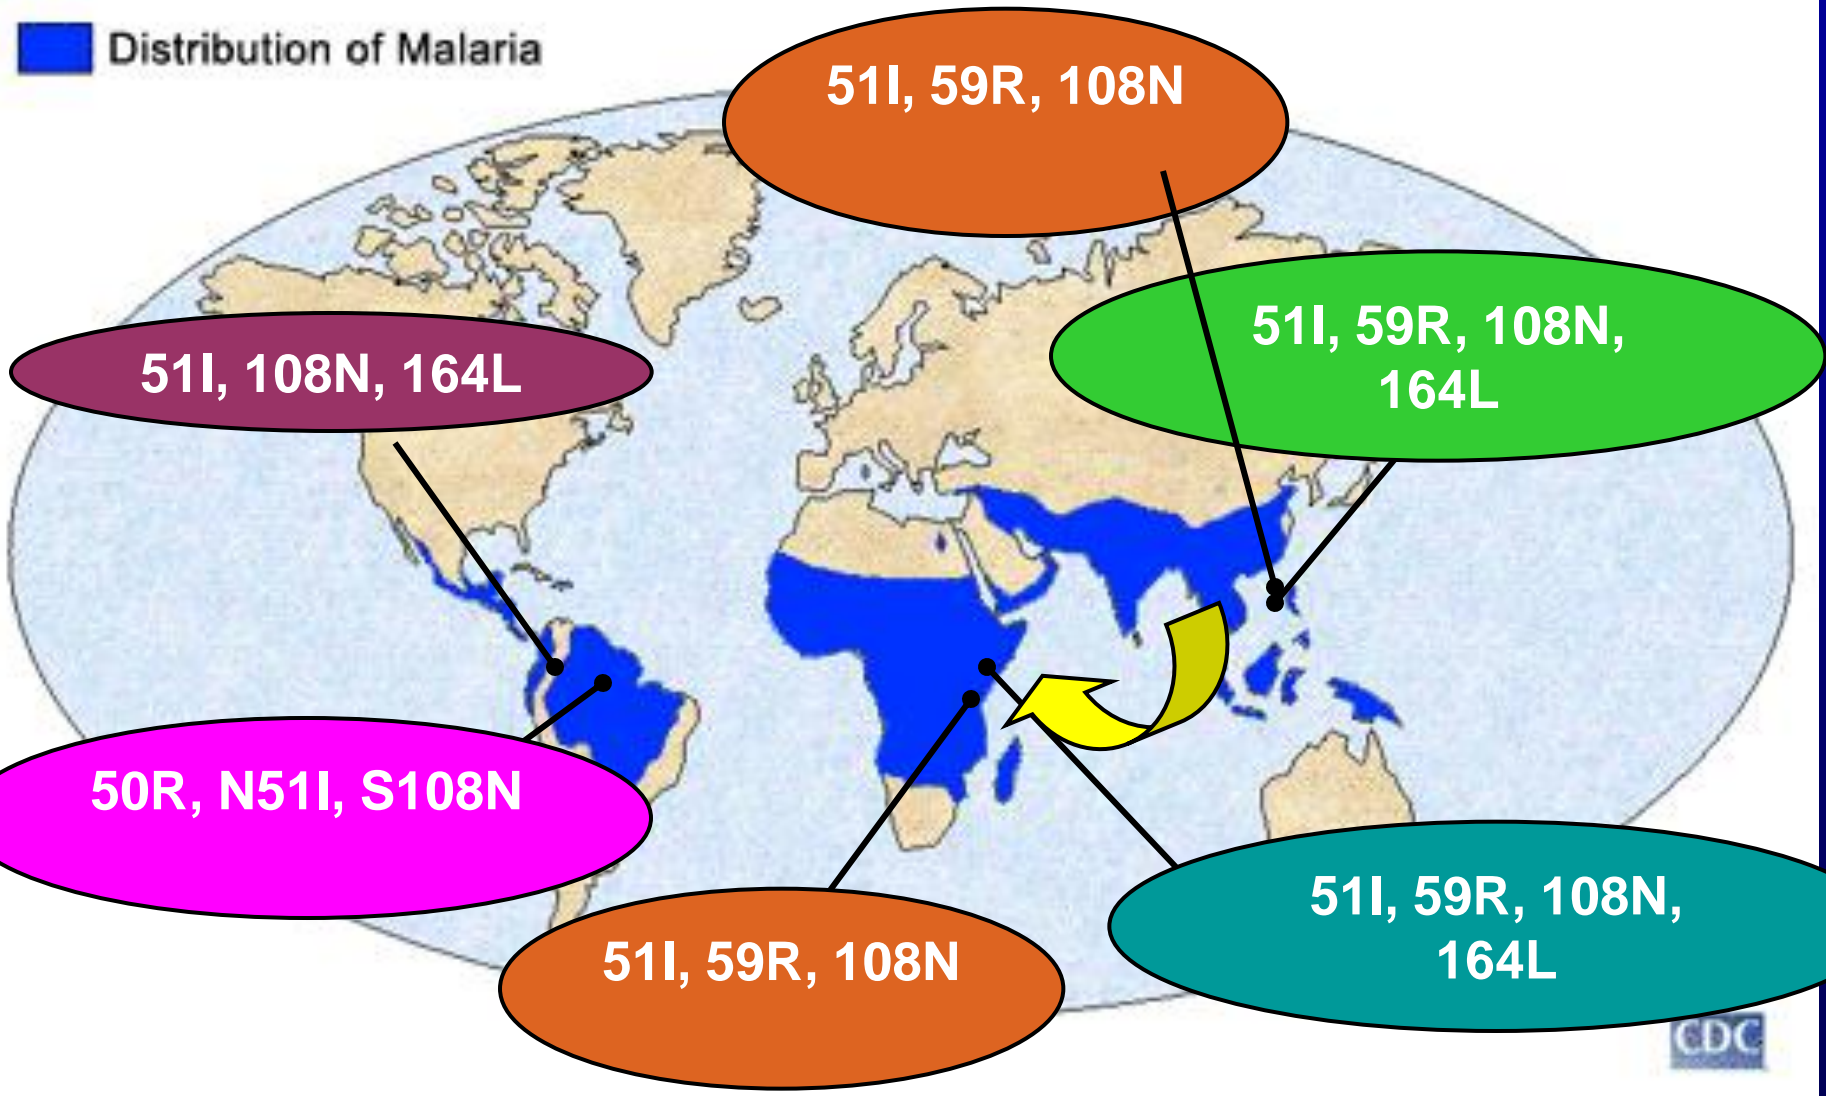 Distribution of Malaria
51I, 59R, 108N
51I, 59R, 108N,
164L
51I, 108N, 164L
50R, N51I, S108N
51I, 59R, 108N
51I, 59R, 108N,
164L
CDC